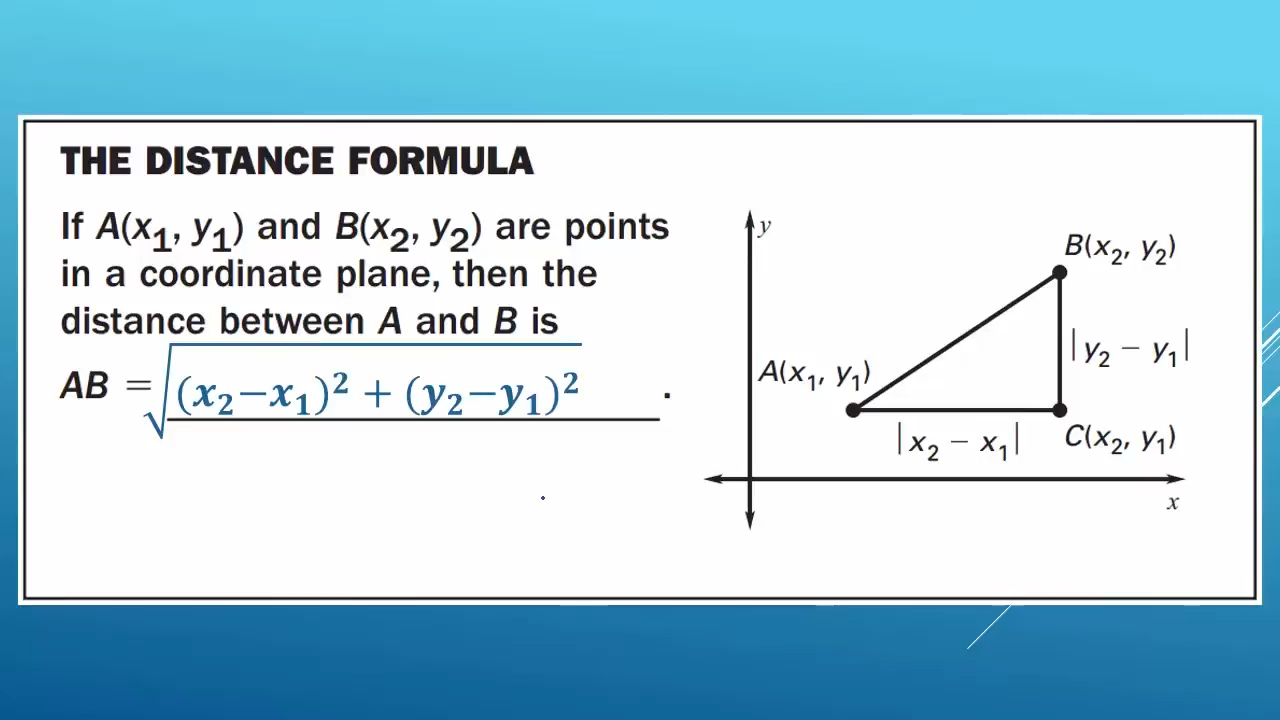 THE DISTANCE FORMULA
If A(x₁, y₁) and B(x₂, y₂) are points
in a coordinate plane, then the
distance between A and B is
AB = √(x₂−x₁)² + (y₂−y₁)² .
y
B(x₂, y₂)
|y₂ − y₁|
A(x₁, y₁)
|x₂ − x₁|
C(x₂, y₁)
x